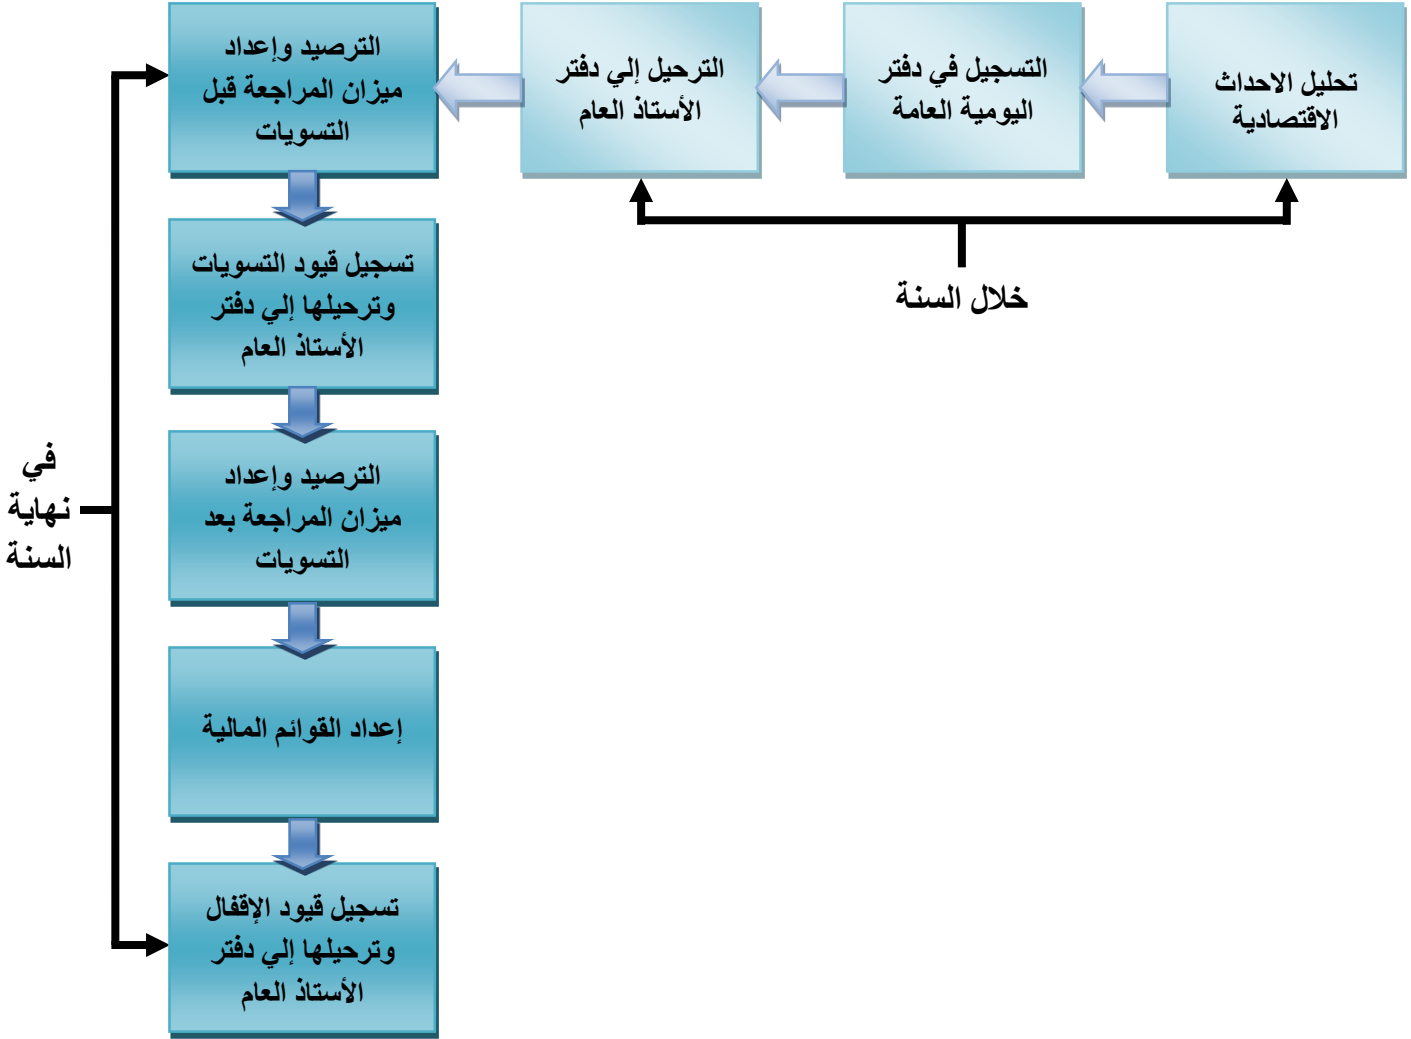 تحليل الاحداث
الاقتصادية
التسجيل في دفتر
اليومية العامة
الترحيل إلي دفتر
الأستاذ العام
الترصيد وإعداد
ميزان المراجعة قبل
التسويات
خلال السنة
تسجيل قيود التسويات
وترحيلها إلي دفتر
الأستاذ العام
الترصيد وإعداد
ميزان المراجعة بعد
التسويات
في
نهاية
السنة
إعداد القوائم المالية
تسجيل قيود الإقفال
وترحيلها إلي دفتر
الأستاذ العام